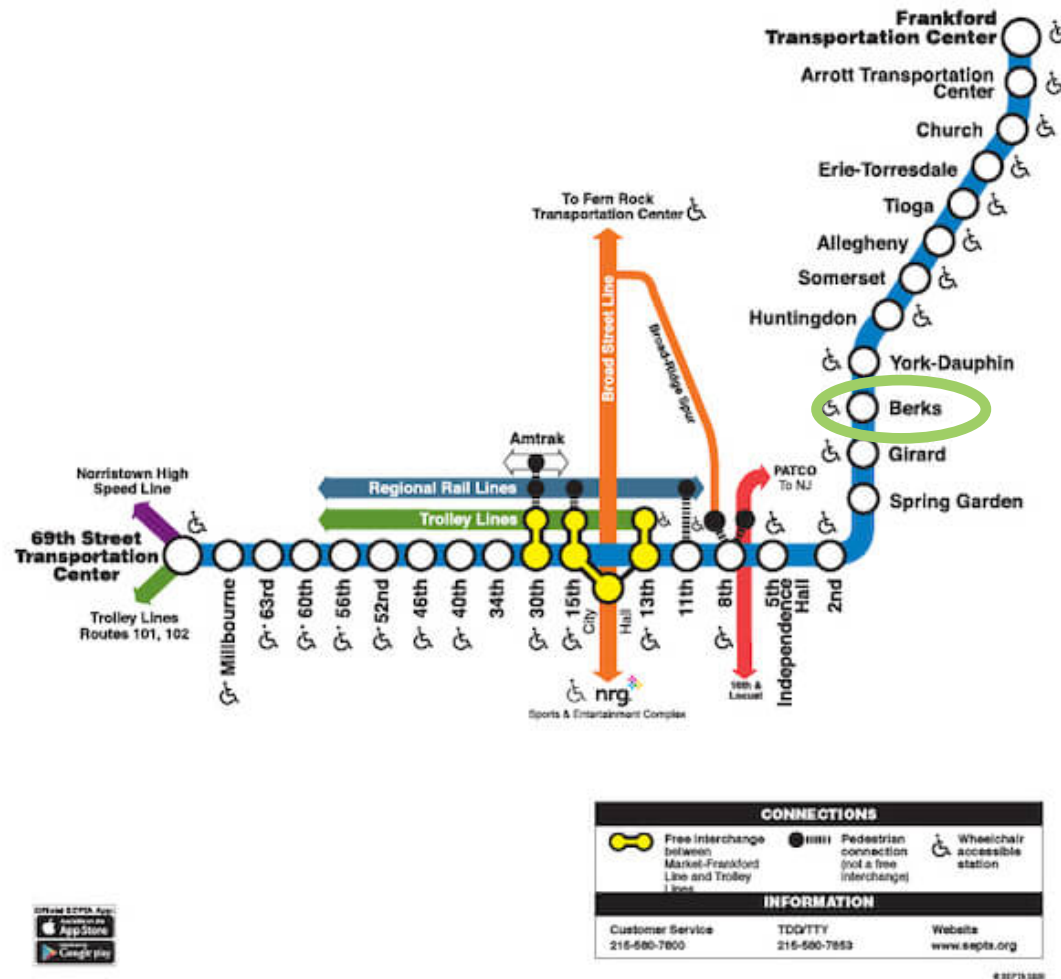 Frankford
Transportation Center
Arrott Transportation
Center
Church
Erie-Torresdale
Tioga
Allegheny
Somerset
Huntingdon
York-Dauphin
Berks
Girard
Spring Garden
To Fern Rock
Transportation Center
Broad Street Line
Broad-Ridge Spur
Amtrak
Regional Rail Lines
Trolley Lines
PATCO
To NJ
Norristown High
Speed Line
69th Street
Transportation
Center
Trolley Lines
Routes 101, 102
Millbourne
63rd
60th
56th
52nd
46th
40th
34th
30th
15th
City
Hall
13th
11th
8th
5th
Independence
Hall
2nd
16th &
Locust
nrg
Sports & Entertainment Complex
CONNECTIONS
Free interchange
between
Market-Frankford
Line and Trolley
Lines
Pedestrian
connection
(not a free
interchange)
Wheelchair
accessible
station
INFORMATION
Customer Service
215-580-7800
TDD/TTY
215-580-7853
Website
www.septa.org
Official SEPTA App:
App Store
Google play